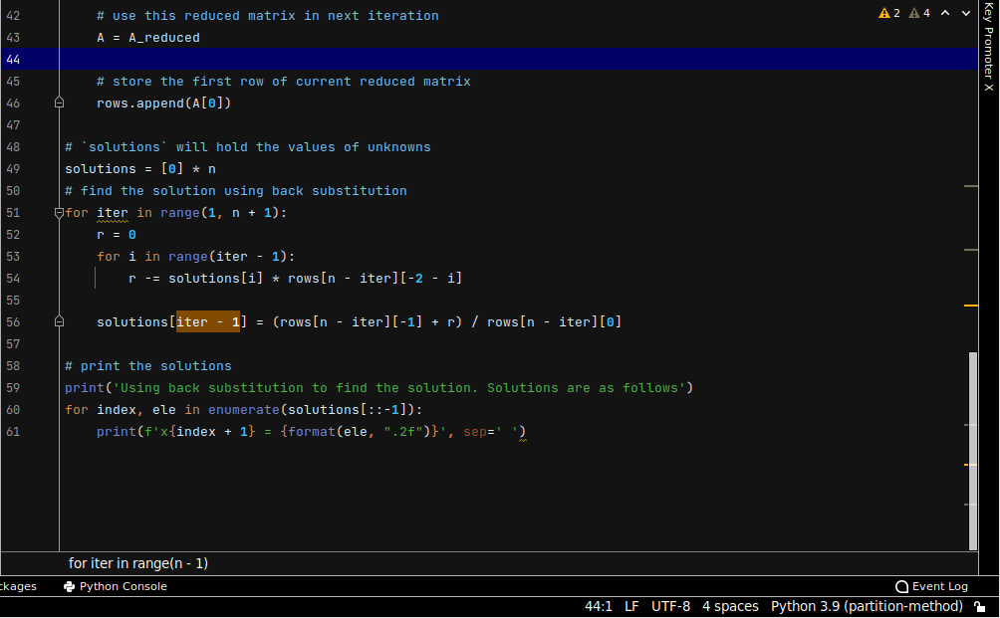 42 # use this reduced matrix in next iteration
43 A = A_reduced
44
45 # store the first row of current reduced matrix
46 rows.append(A[0])
47
48 # `solutions` will hold the values of unknowns
49 solutions = [0] * n
50 # find the solution using back substitution
51 for iter in range(1, n + 1):
52 r = 0
53 for i in range(iter - 1):
54 r -= solutions[i] * rows[n - iter][-2 - i]
55
56 solutions[iter - 1] = (rows[n - iter][-1] + r) / rows[n - iter][0]
57
58 # print the solutions
59 print('Using back substitution to find the solution. Solutions are as follows')
60 for index, ele in enumerate(solutions[::-1]):
61 print(f'x{index + 1} = {format(ele, ".2f")}', sep=' ')
2 4
Key Promoter X
for iter in range(n - 1)
ckages Python Console Event Log
44:1 LF UTF-8 4 spaces Python 3.9 (partition-method)